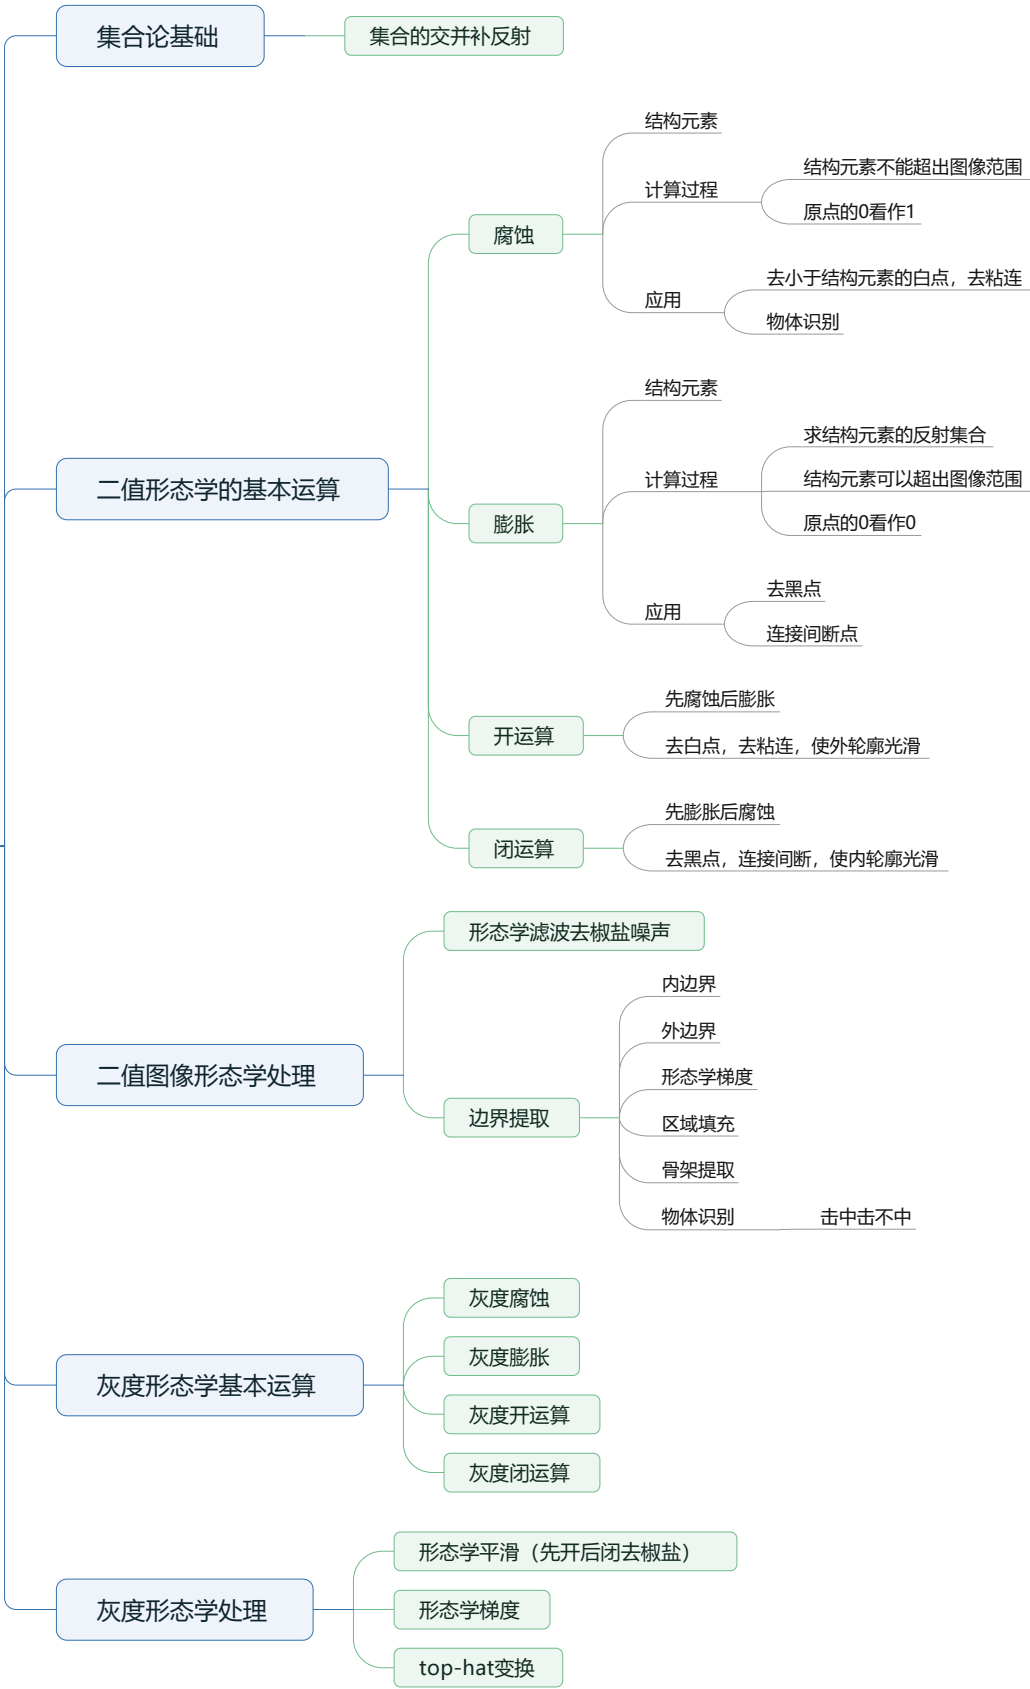 集合论基础
集合的交并补反射
二值形态学的基本运算
腐蚀
结构元素
计算过程
结构元素不能超出图像范围
原点的0看作1
应用
去小于结构元素的白点，去粘连
物体识别
膨胀
结构元素
计算过程
求结构元素的反射集合
结构元素可以超出图像范围
原点的0看作0
应用
去黑点
连接间断点
开运算
先腐蚀后膨胀
去白点，去粘连，使外轮廓光滑
闭运算
先膨胀后腐蚀
去黑点，连接间断，使内轮廓光滑
二值图像形态学处理
形态学滤波去椒盐噪声
边界提取
内边界
外边界
形态学梯度
区域填充
骨架提取
物体识别
击中击不中
灰度形态学基本运算
灰度腐蚀
灰度膨胀
灰度开运算
灰度闭运算
灰度形态学处理
形态学平滑（先开后闭去椒盐）
形态学梯度
top-hat变换